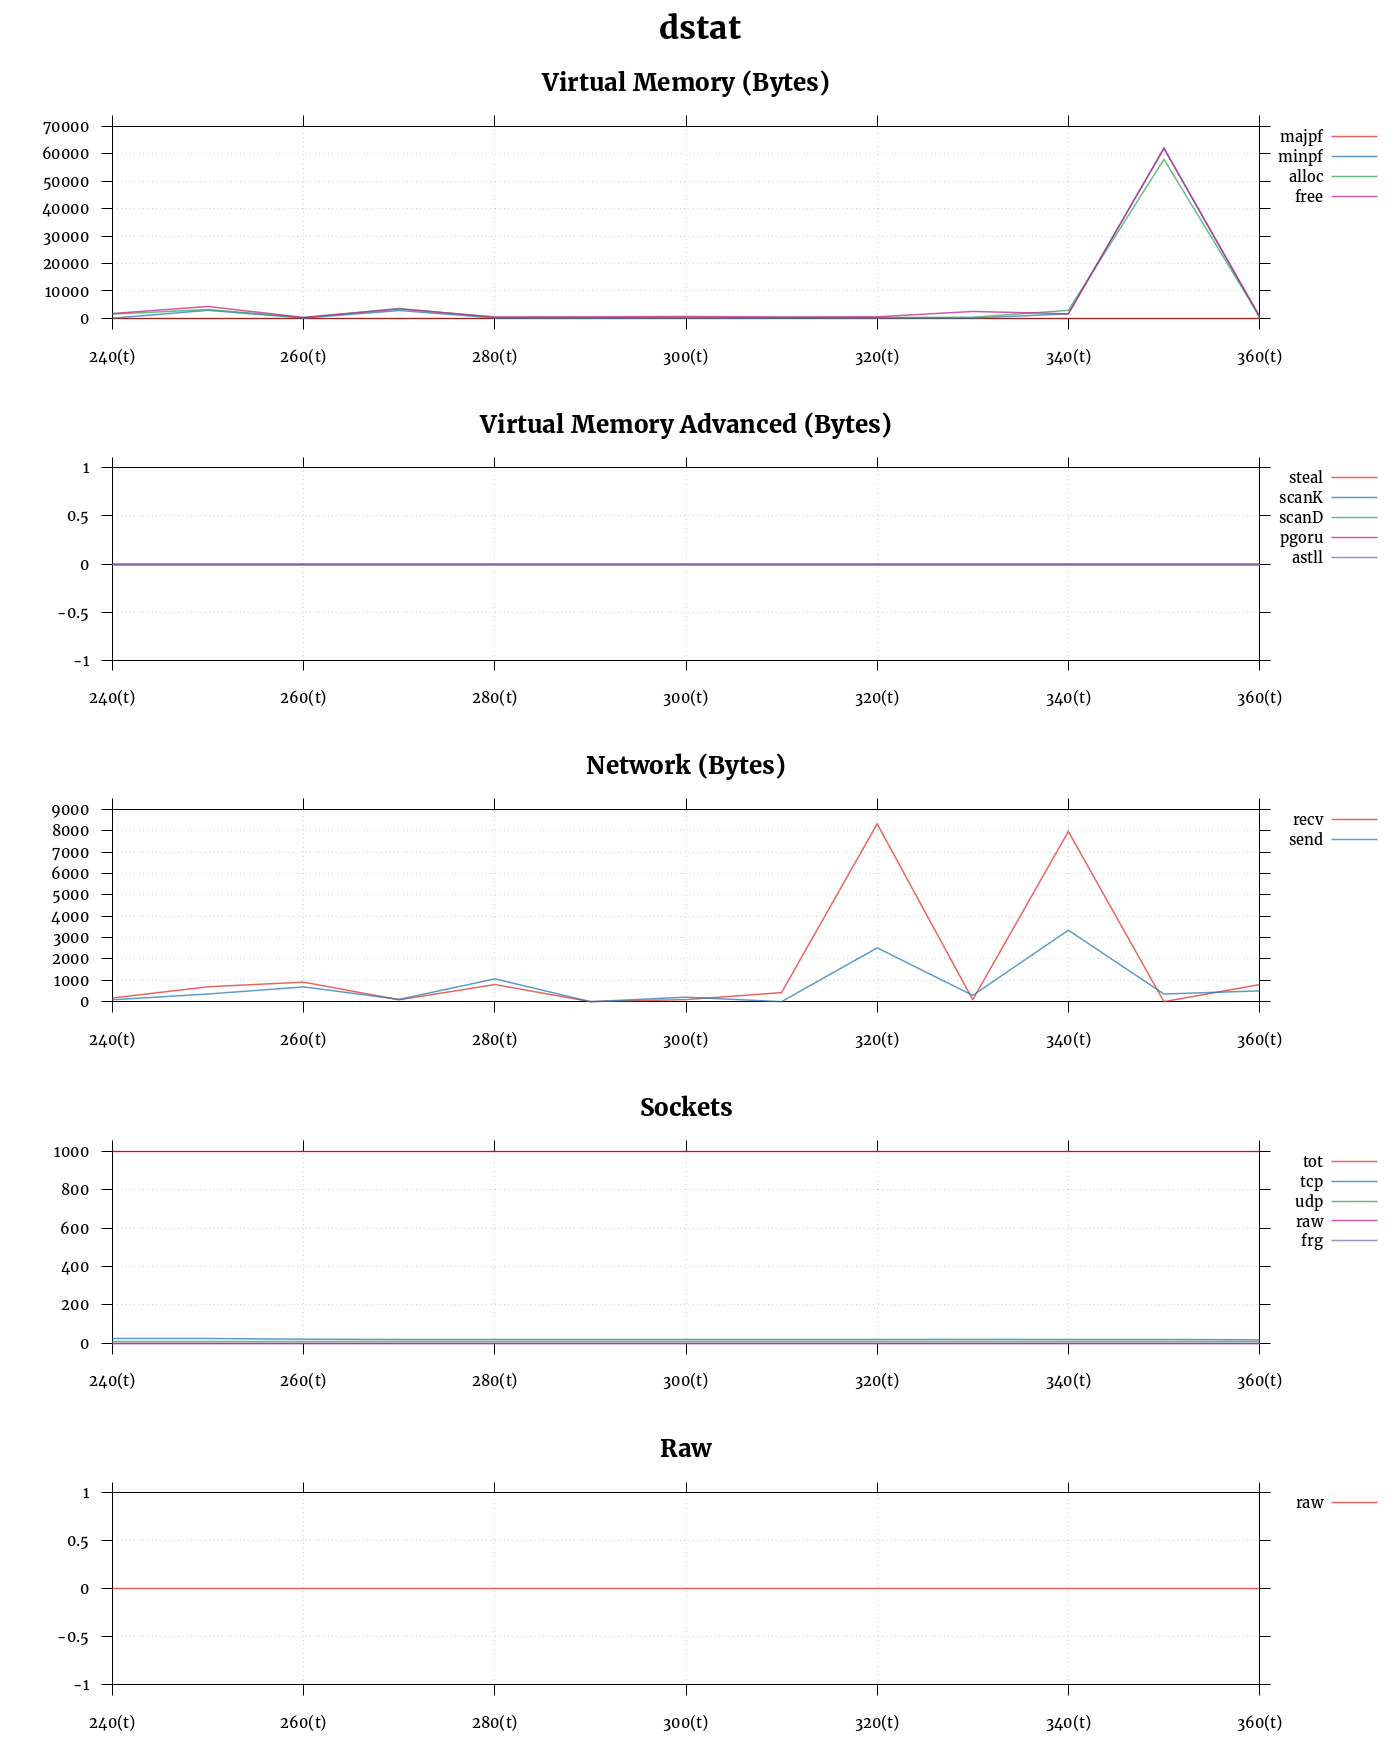 dstat
Virtual Memory (Bytes)
70000
60000
50000
40000
30000
20000
10000
0
240(t) 260(t) 280(t) 300(t) 320(t) 340(t) 360(t)
majpf
minpf
alloc
free
Virtual Memory Advanced (Bytes)
1
0.5
0
-0.5
-1
240(t) 260(t) 280(t) 300(t) 320(t) 340(t) 360(t)
steal
scanK
scanD
pgoru
astll
Network (Bytes)
9000
8000
7000
6000
5000
4000
3000
2000
1000
0
240(t) 260(t) 280(t) 300(t) 320(t) 340(t) 360(t)
recv
send
Sockets
1000
800
600
400
200
0
240(t) 260(t) 280(t) 300(t) 320(t) 340(t) 360(t)
tot
tcp
udp
raw
frg
Raw
1
0.5
0
-0.5
-1
240(t) 260(t) 280(t) 300(t) 320(t) 340(t) 360(t)
raw